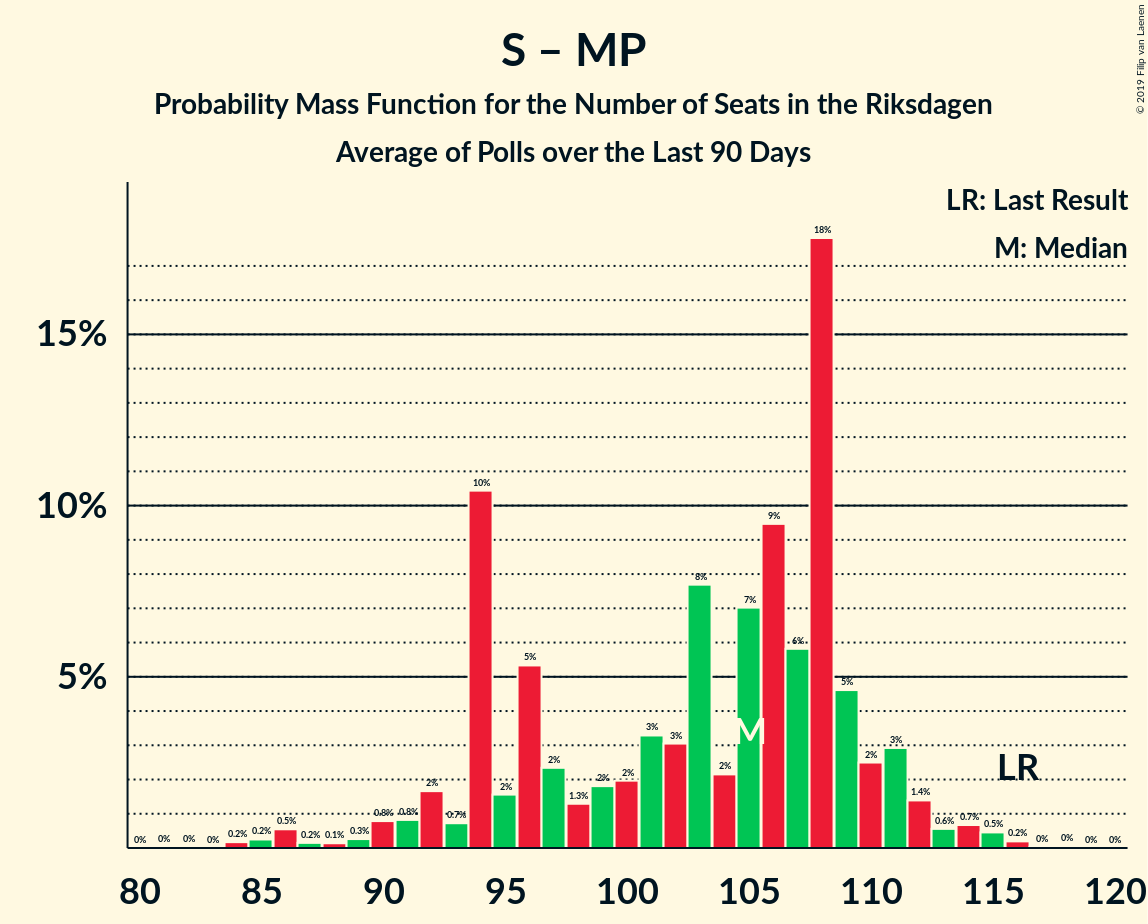 S – MP
Probability Mass Function for the Number of Seats in the Riksdagen
Average of Polls over the Last 90 Days
© 2019 Filip van Laenen
LR: Last Result
M: Median
15%
10%
5%
0% 0% 0% 0% 0.2% 0.2% 0.5% 0.2% 0.1% 0.3% 0.8% 0.8% 2% 0.7% 10% 2% 5% 2% 1.3% 2% 2% 3% 3% 8% 2% 7% 9% 6% 18% 5% 2% 3% 1.4% 0.6% 0.7% 0.5% 0.2% 0% 0% 0% 0%
M
LR
80 85 90 95 100 105 110 115 120